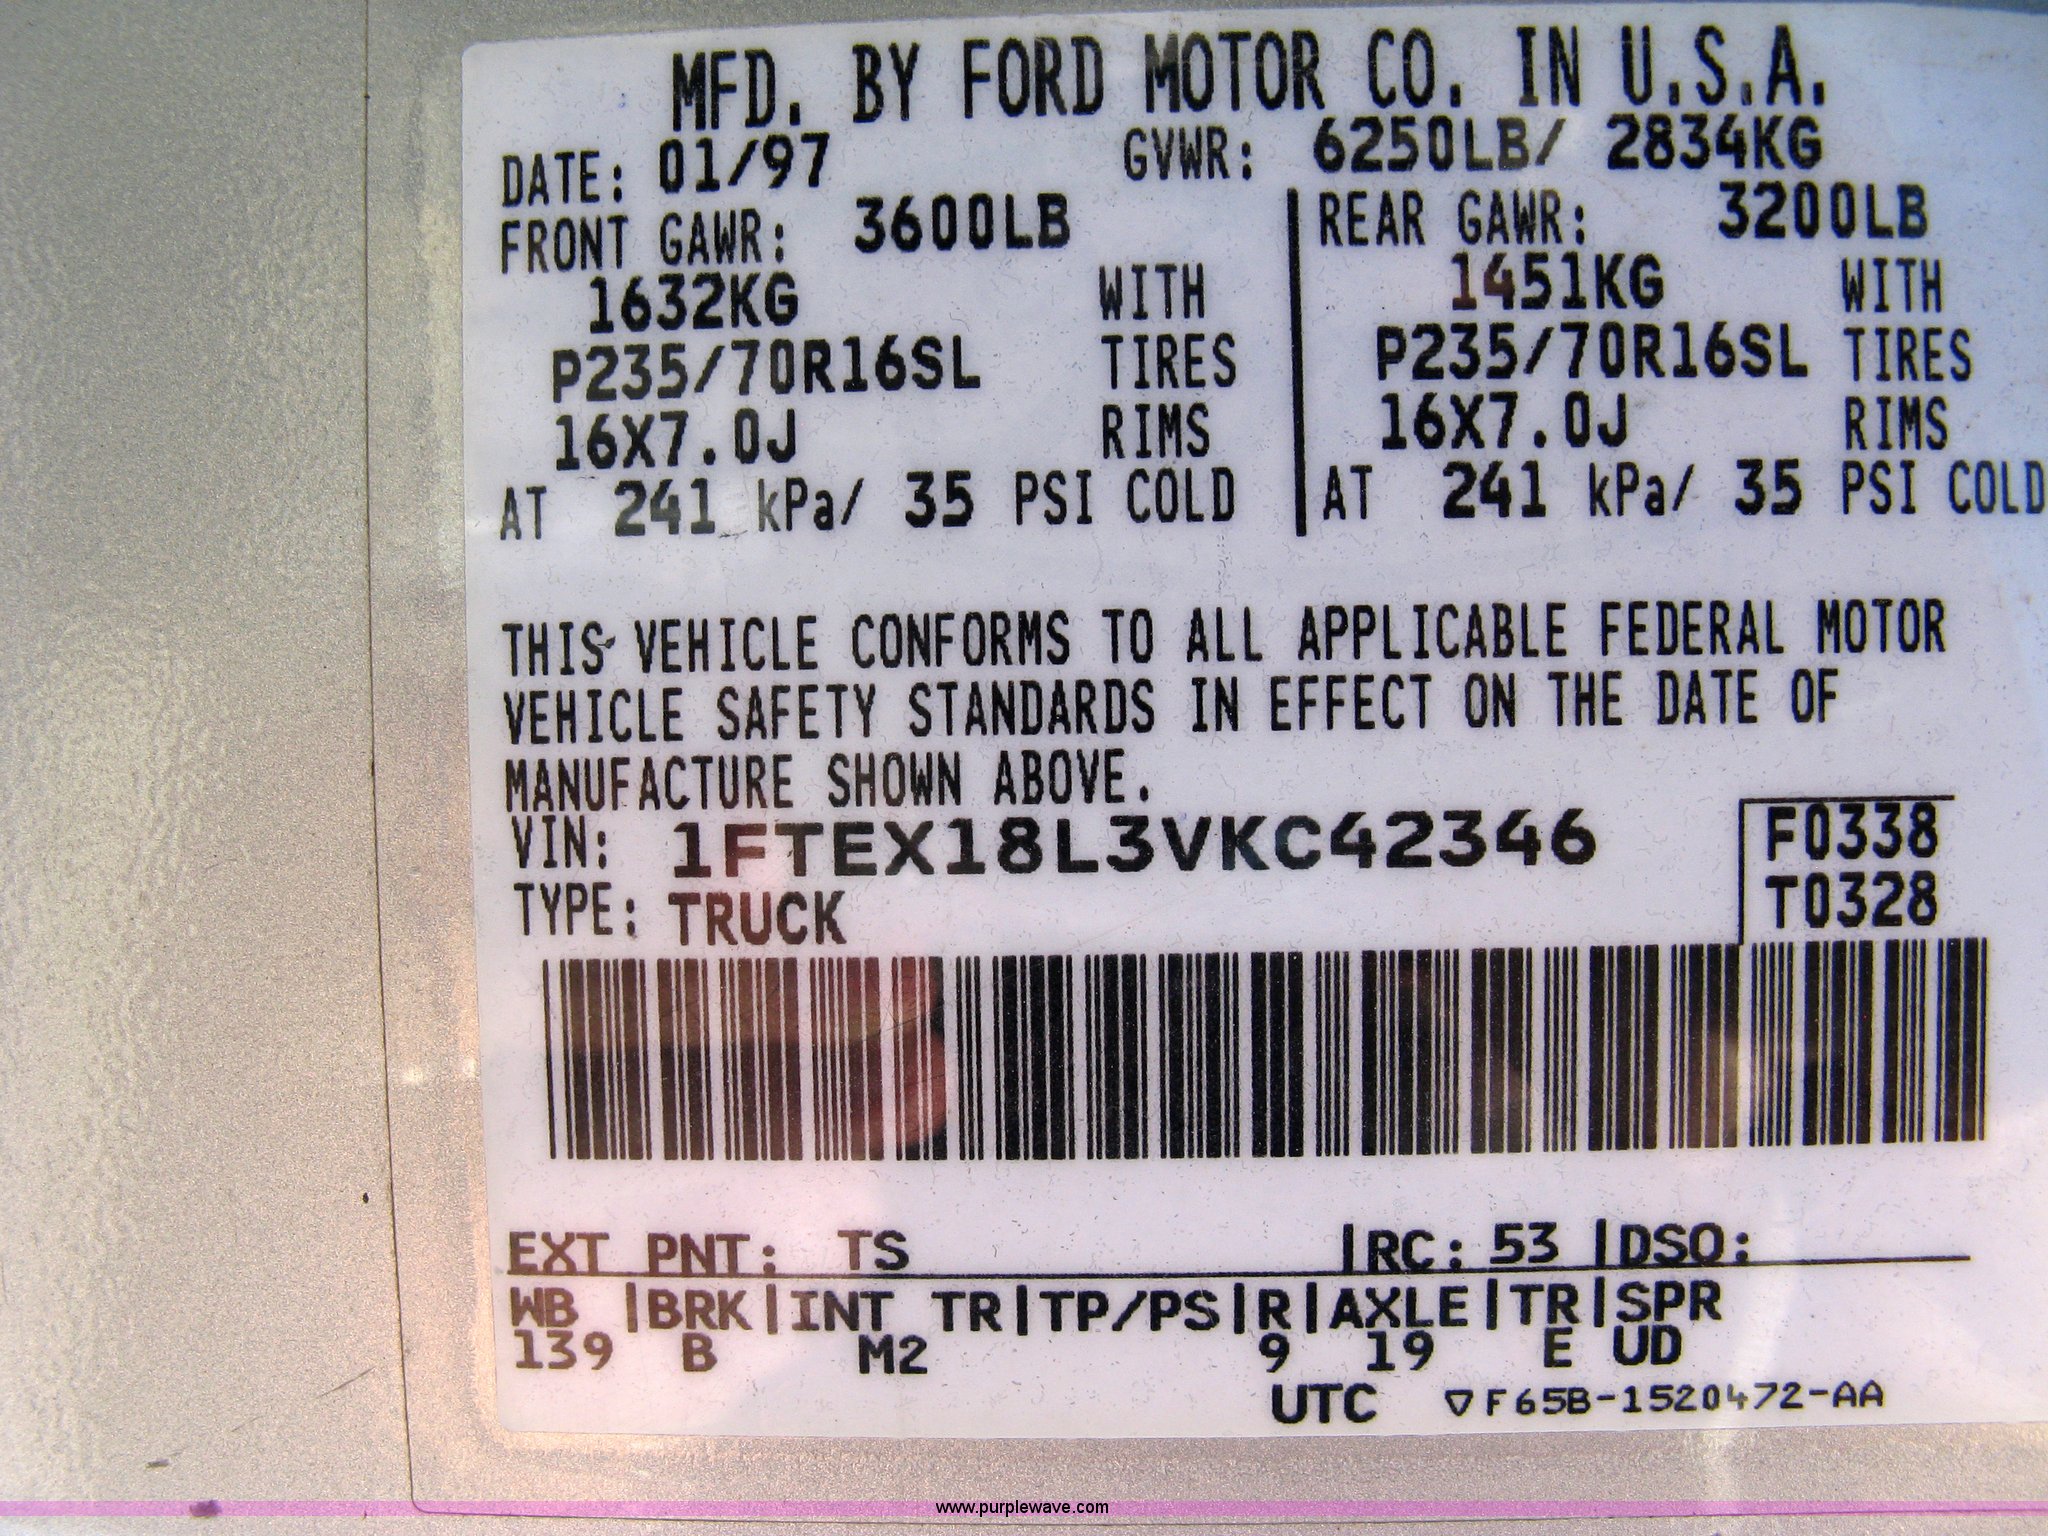 MFD. BY FORD MOTOR CO. IN U.S.A.
DATE: 01/97 GVWR: 6250LB/ 2834KG
FRONT GAWR: 3600LB REAR GAWR: 3200LB
1632KG WITH 1451KG WITH
P235/70R16SL TIRES P235/70R16SL TIRES
16X7.0J RIMS 16X7.0J RIMS
AT 241 kPa/ 35 PSI COLD AT 241 kPa/ 35 PSI COLD
THIS VEHICLE CONFORMS TO ALL APPLICABLE FEDERAL MOTOR
VEHICLE SAFETY STANDARDS IN EFFECT ON THE DATE OF
MANUFACTURE SHOWN ABOVE.
VIN: 1FTEX18L3VKC42346 F0338
TYPE: TRUCK T0328
EXT PNT: TS |RC: 53 |DSO:
WB |BRK|INT TR|TP/PS|R|AXLE|TR|SPR
139 B M2 9 19 E UD
UTC ▽F65B-1520472-AA
www.purplewave.com